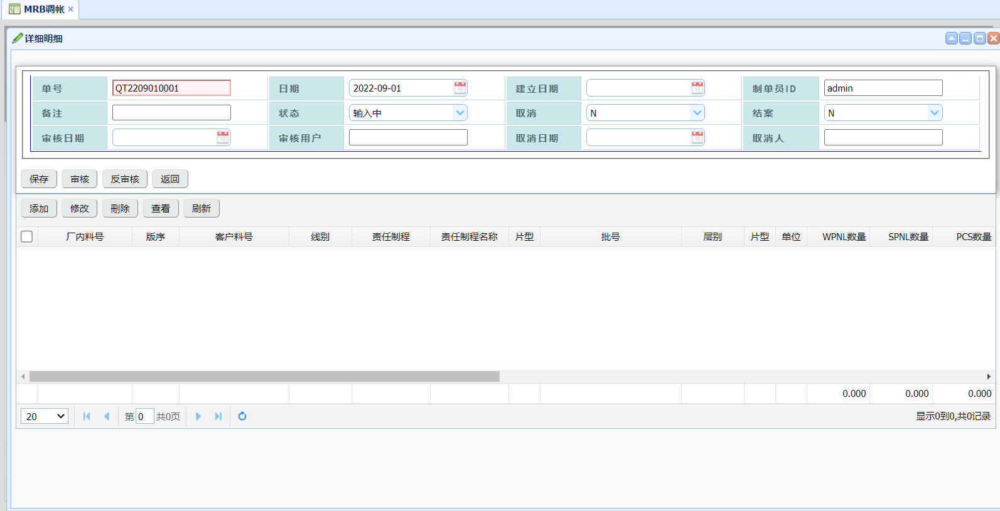 MRB调帐
详细明细
单号 QT2209010001 日期 2022-09-01 建立日期 制单员ID admin
备注 状态 输入中 取消 N 结案 N
审核日期 审核用户 取消日期 取消人
保存 审核 反审核 返回
添加 修改 刪除 查看 刷新
厂内料号 版序 客户料号 线别 责任制程 责任制程名称 片型 批号 层别 片型 单位 WPNL数量 SPNL数量 PCS数量
0.000 0.000 0.000
20 第 0 共0页 显示0到0,共0记录